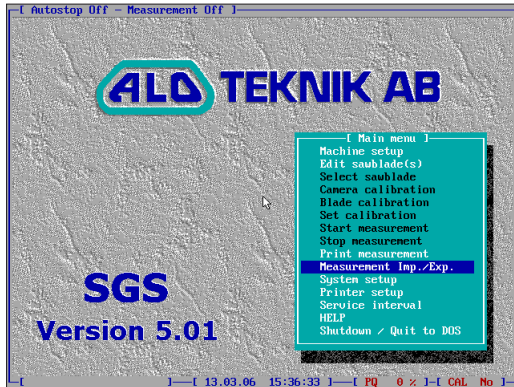 [ Autostop Off - Measurement Off ]
ALO TEKNIK AB
[ Main menu ]
Machine setup
Edit sawblade(s)
Select sawblade
Camera calibration
Blade calibration
Set calibration
Start measurement
Stop measurement
Print measurement
Measurement Imp./Exp.
System setup
Printer setup
Service interval
HELP
Shutdown / Quit to DOS
SGS
Version 5.01
[ ]—[ 13.03.06 15:36:33 ]—[ PQ 0 % ]-[ CAL No ]